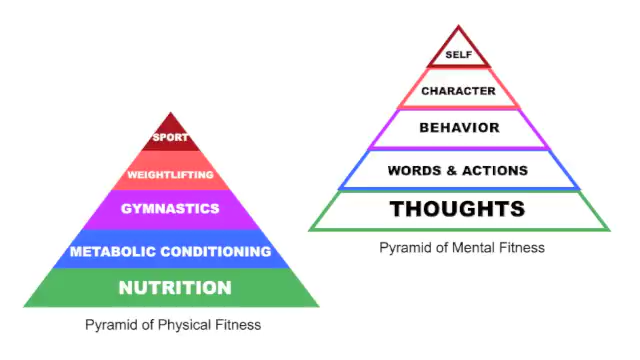 SPORT
WEIGHTLIFTING
GYMNASTICS
METABOLIC CONDITIONING
NUTRITION
Pyramid of Physical Fitness
SELF
CHARACTER
BEHAVIOR
WORDS & ACTIONS
THOUGHTS
Pyramid of Mental Fitness